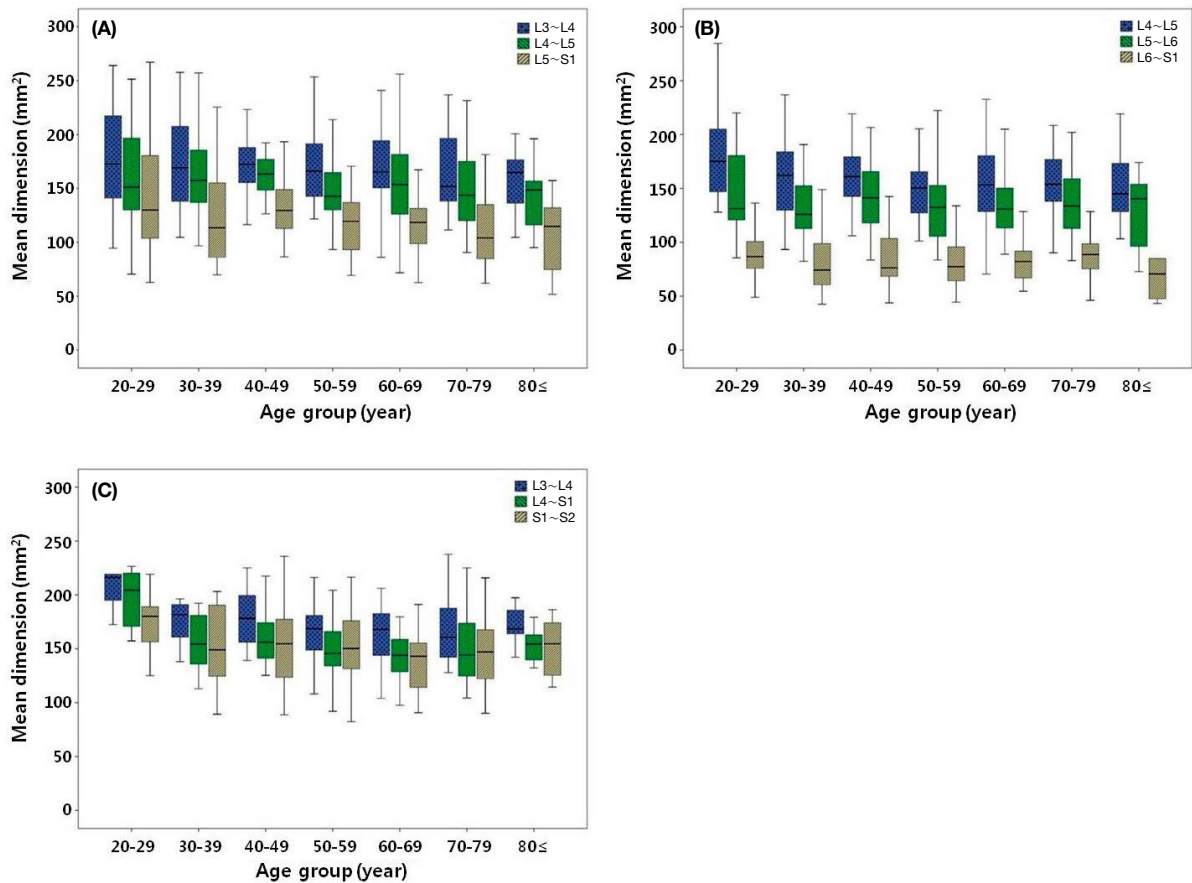 (A)
L3~L4
L4~L5
L5~S1
Mean dimension (mm²)
300
250
200
150
100
50
0
20-29 30-39 40-49 50-59 60-69 70-79 80≤
Age group (year)
(B)
L4~L5
L5~L6
L6~S1
Mean dimension (mm²)
300
250
200
150
100
50
0
20-29 30-39 40-49 50-59 60-69 70-79 80≤
Age group (year)
(C)
L3~L4
L4~S1
S1~S2
Mean dimension (mm²)
300
250
200
150
100
50
0
20-29 30-39 40-49 50-59 60-69 70-79 80≤
Age group (year)